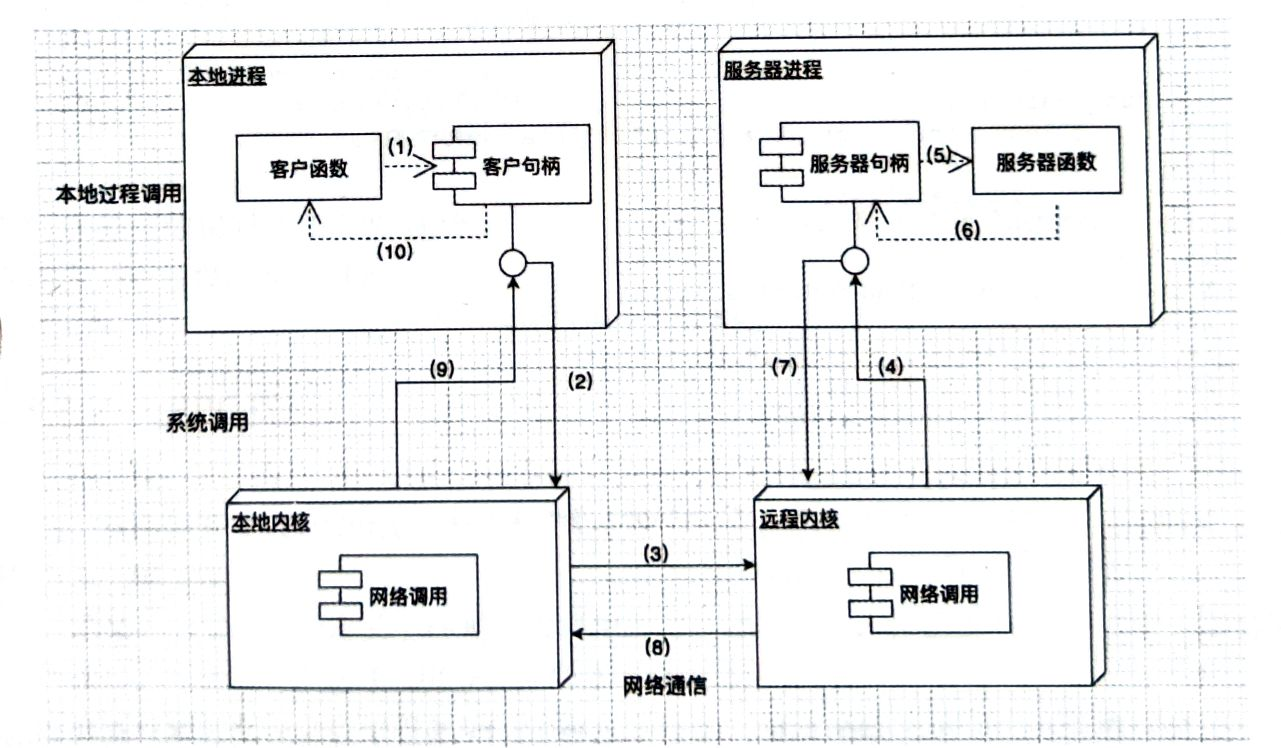 本地进程
服务器进程
客户函数
(1)
客户句柄
服务器句柄
(5)
服务器函数
本地过程调用
(10)
(6)
(9)
(2)
(7)
(4)
系统调用
本地内核
远程内核
(3)
网络调用
网络调用
(8)
网络通信